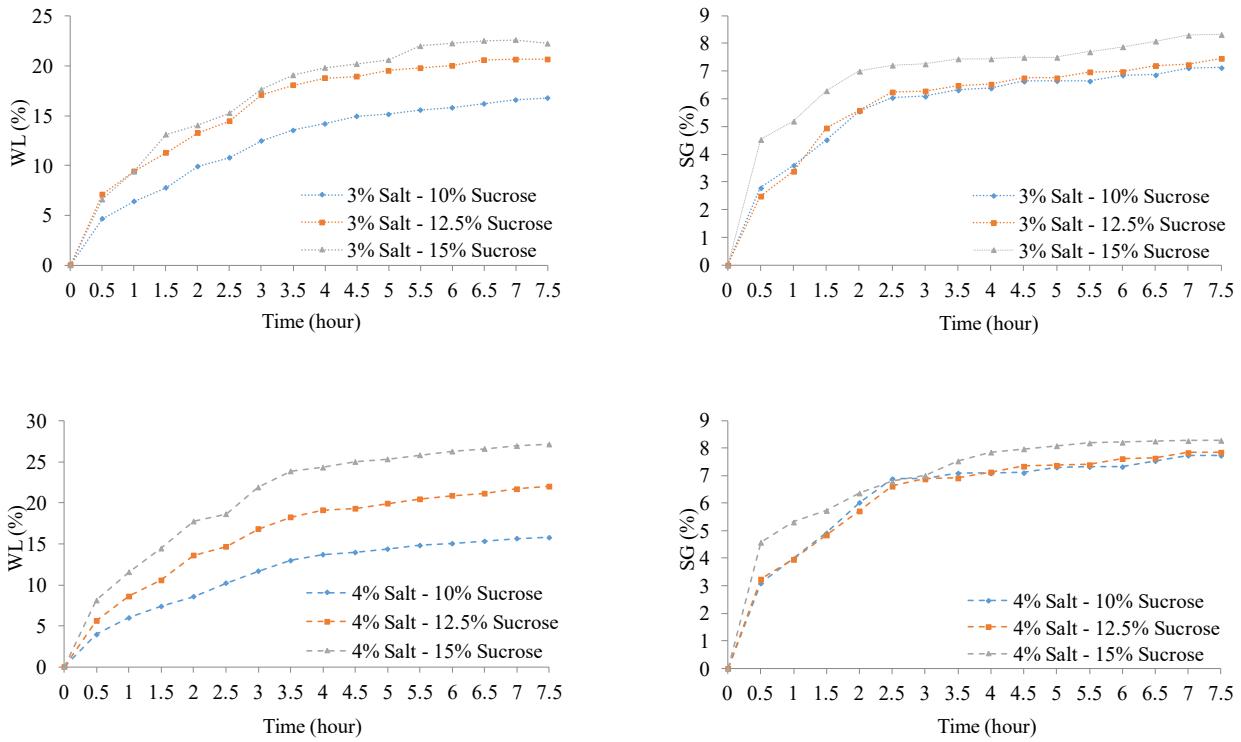 25
20
15
10
5
0
WL (%)
3% Salt - 10% Sucrose
3% Salt - 12.5% Sucrose
3% Salt - 15% Sucrose
0 0.5 1 1.5 2 2.5 3 3.5 4 4.5 5 5.5 6 6.5 7 7.5
Time (hour)
9
8
7
6
5
4
3
2
1
0
SG (%)
3% Salt - 10% Sucrose
3% Salt - 12.5% Sucrose
3% Salt - 15% Sucrose
0 0.5 1 1.5 2 2.5 3 3.5 4 4.5 5 5.5 6 6.5 7 7.5
Time (hour)
30
25
20
15
10
5
0
WL (%)
4% Salt - 10% Sucrose
4% Salt - 12.5% Sucrose
4% Salt - 15% Sucrose
0 0.5 1 1.5 2 2.5 3 3.5 4 4.5 5 5.5 6 6.5 7 7.5
Time (hour)
9
8
7
6
5
4
3
2
1
0
SG (%)
4% Salt - 10% Sucrose
4% Salt - 12.5% Sucrose
4% Salt - 15% Sucrose
0 0.5 1 1.5 2 2.5 3 3.5 4 4.5 5 5.5 6 6.5 7 7.5
Time (hour)